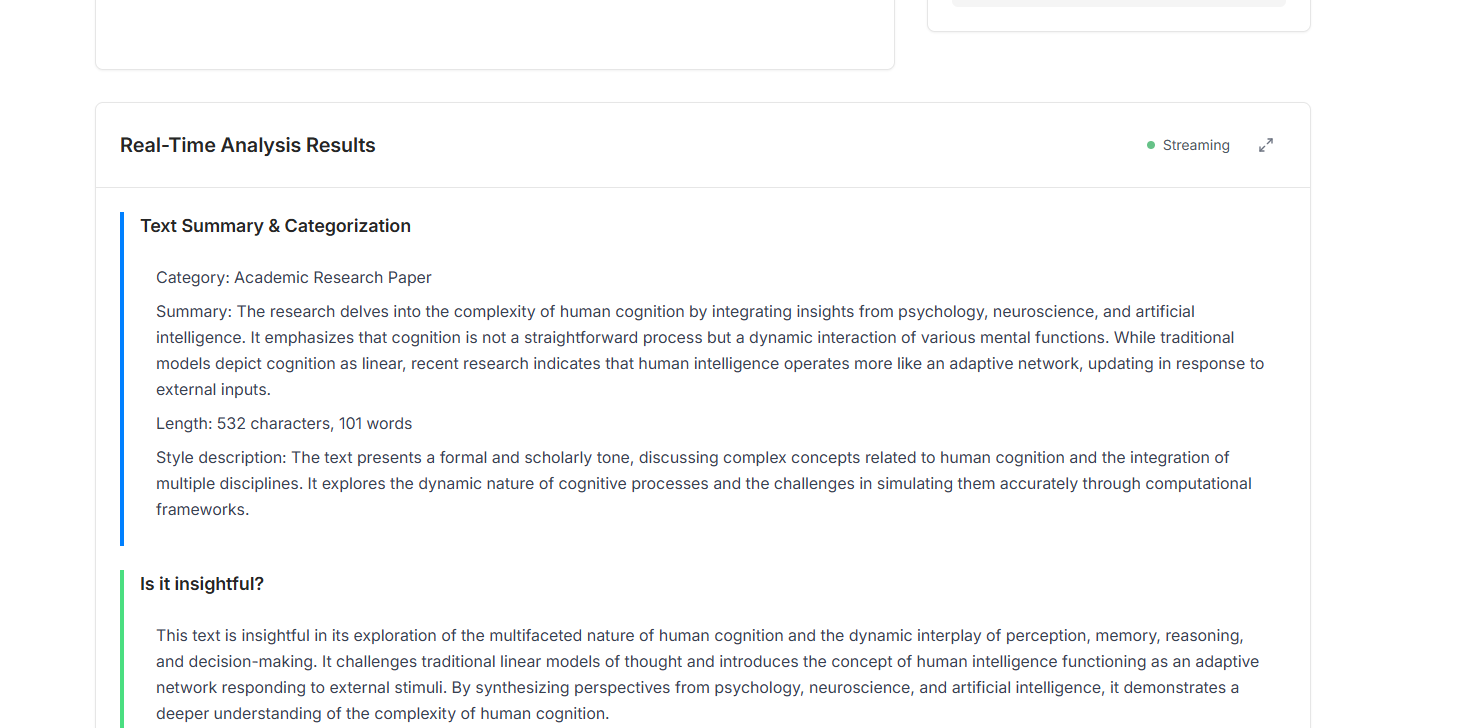 Real-Time Analysis Results
Streaming
Text Summary & Categorization
Category: Academic Research Paper
Summary: The research delves into the complexity of human cognition by integrating insights from psychology, neuroscience, and artificial
intelligence. It emphasizes that cognition is not a straightforward process but a dynamic interaction of various mental functions. While traditional
models depict cognition as linear, recent research indicates that human intelligence operates more like an adaptive network, updating in response to
external inputs.
Length: 532 characters, 101 words
Style description: The text presents a formal and scholarly tone, discussing complex concepts related to human cognition and the integration of
multiple disciplines. It explores the dynamic nature of cognitive processes and the challenges in simulating them accurately through computational
frameworks.
Is it insightful?
This text is insightful in its exploration of the multifaceted nature of human cognition and the dynamic interplay of perception, memory, reasoning,
and decision-making. It challenges traditional linear models of thought and introduces the concept of human intelligence functioning as an adaptive
network responding to external stimuli. By synthesizing perspectives from psychology, neuroscience, and artificial intelligence, it demonstrates a
deeper understanding of the complexity of human cognition.